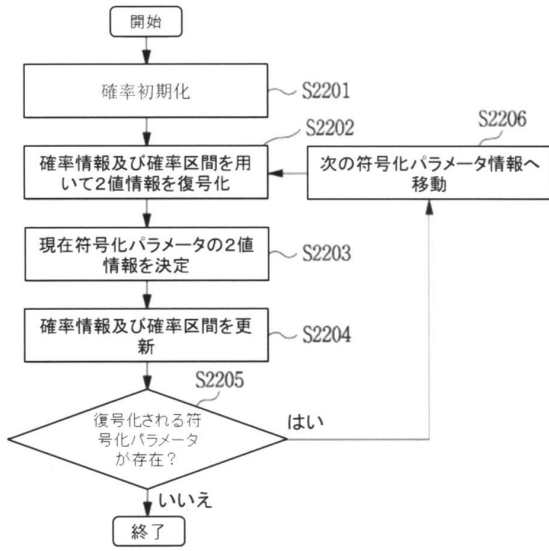 開始
確率初期化
S2201
S2202
確率情報及び確率区間を用
いて2値情報を復号化
S2206
次の符号化パラメータ情報へ
移動
現在符号化パラメータの2値
情報を決定
S2203
確率情報及び確率区間を更
新
S2204
S2205
復号化される符
号化パラメータ
が存在?
はい
いいえ
終了